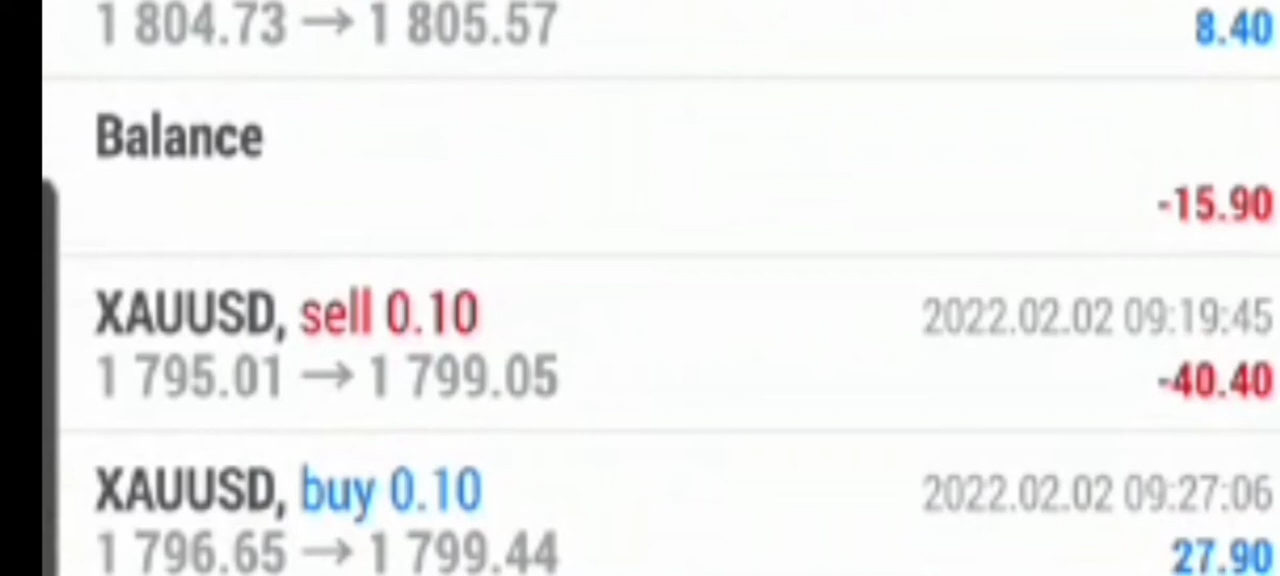 1 804.73 → 1 805.57 8.40
Balance
-15.90
XAUUSD, sell 0.10 2022.02.02 09:19:45
1 795.01 → 1 799.05 -40.40
XAUUSD, buy 0.10 2022.02.02 09:27:06
1 796.65 → 1 799.44 27.90